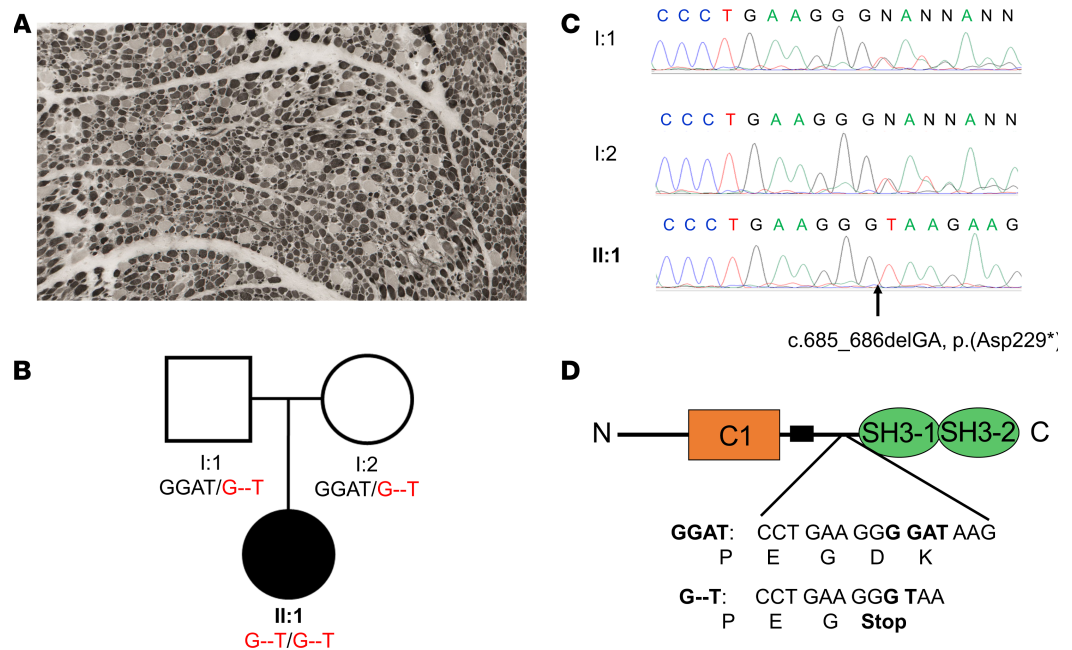 A
B
I:1
GGAT/G--T
I:2
GGAT/G--T
II:1
G--T/G--T
C
I:1
C C C T G A A G G G N A N N A N N
I:2
C C C T G A A G G G N A N N A N N
II:1
C C C T G A A G G G T A A G A A G
c.685_686delGA, p.(Asp229*)
D
N
C1
SH3-1
SH3-2
C
GGAT: CCT GAA GGG GAT AAG
P E G D K
G--T: CCT GAA GGG TAA
P E G Stop